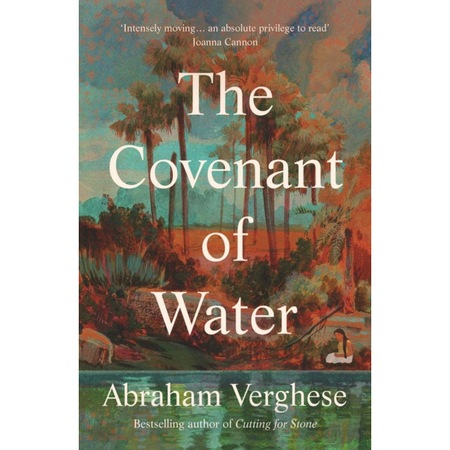 ‘Intensely moving… an absolute privilege to read’
Joanna Cannon
The
Covenant
of
Water
Abraham Verghese
Bestselling author of Cutting for Stone